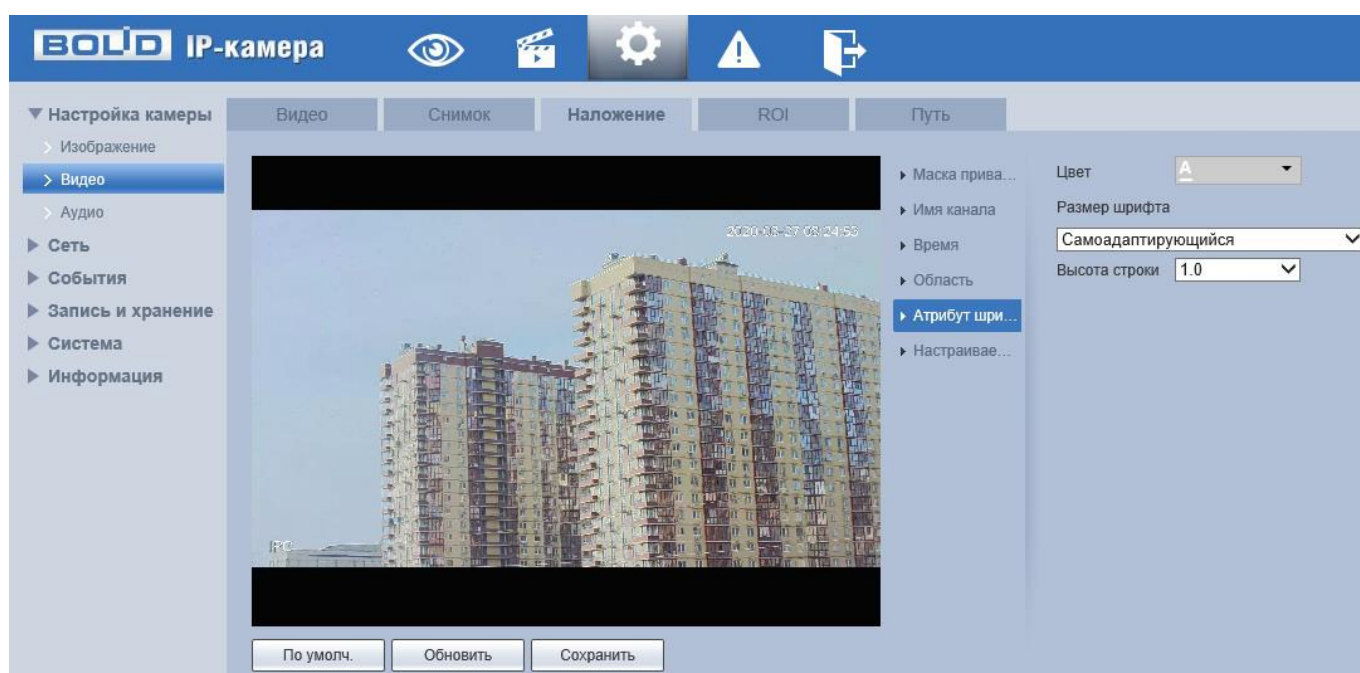 BOLID IP-камера
Настройка камеры
Изображение
Видео
Аудио
Сеть
События
Запись и хранение
Система
Информация
Видео Снимок Наложение ROI Путь
IPC
Маска прива...
Имя канала
Время
Область
Атрибут шри...
Настраивае...
Цвет A
Размер шрифта
Самоадаптирующийся
Высота строки 1.0
По умолч. Обновить Сохранить